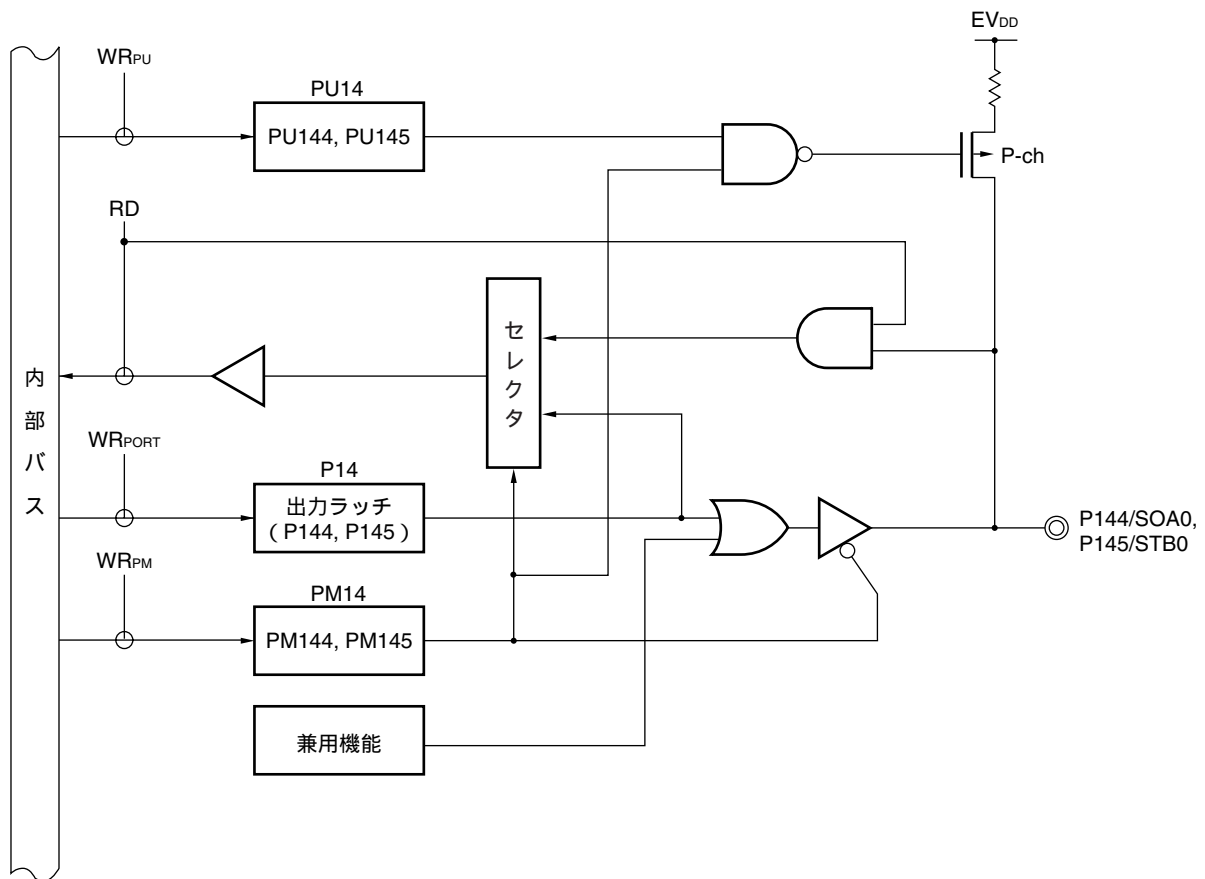 EVDD
WRPU
PU14
PU144, PU145
P-ch
RD
セレクタ
内部バス
WRPORT
P14
出力ラッチ
( P144, P145 )
P144/SOA0,
P145/STB0
WRPM
PM14
PM144, PM145
兼用機能